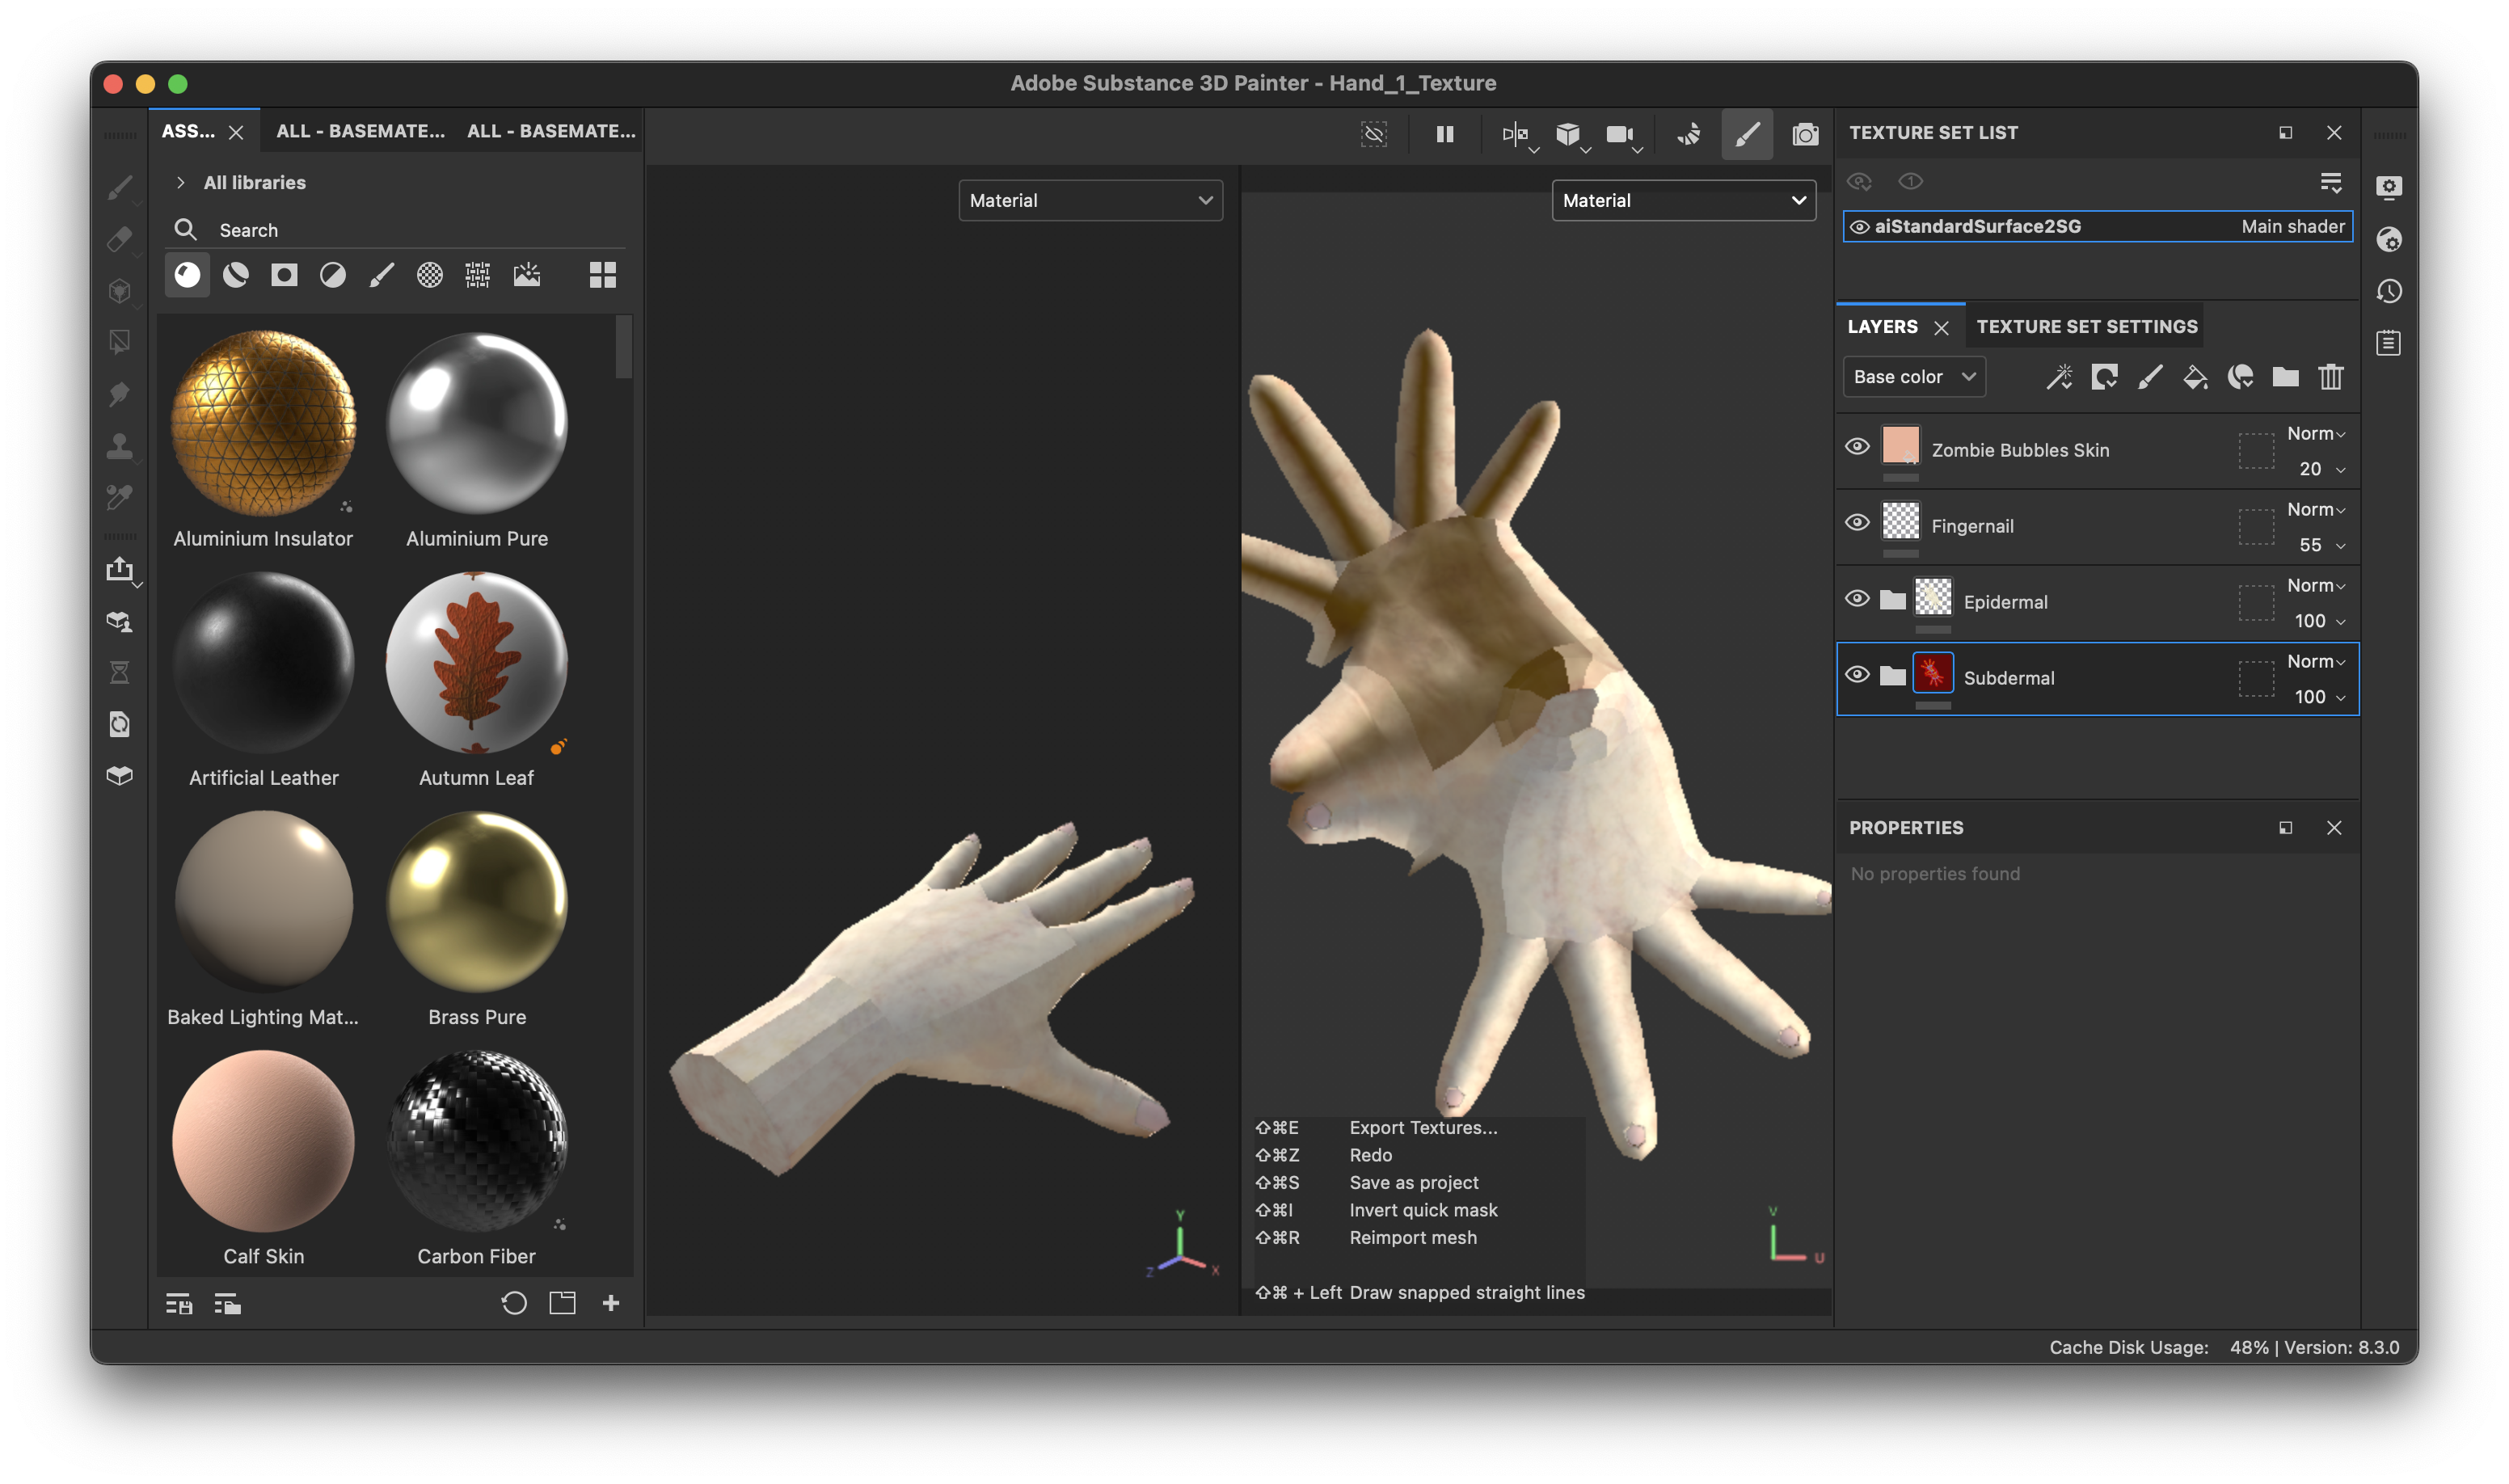 Adobe Substance 3D Painter - Hand_1_Texture
ASS...
ALL - BASEMATE...
ALL - BASEMATE...
All libraries
Search
Aluminium Insulator
Aluminium Pure
Artificial Leather
Autumn Leaf
Baked Lighting Mat...
Brass Pure
Calf Skin
Carbon Fiber
Material
Y
Z
X
Material
⇧⌘E Export Textures...
⇧⌘Z Redo
⇧⌘S Save as project
⇧⌘I Invert quick mask
⇧⌘R Reimport mesh
⇧⌘ + Left Draw snapped straight lines
V
U
TEXTURE SET LIST
1
aiStandardSurface2SG Main shader
LAYERS
TEXTURE SET SETTINGS
Base color
Zombie Bubbles Skin
Norm
20
Fingernail
Norm
55
Epidermal
Norm
100
Subdermal
Norm
100
PROPERTIES
No properties found
Cache Disk Usage: 48% | Version: 8.3.0